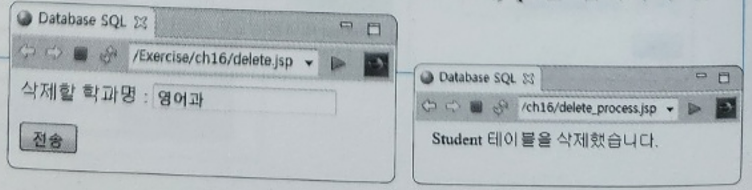 Database SQL
/Exercise/ch16/delete.jsp
삭제할 학과명 : 영어과
전송
Database SQL
/ch16/delete_process.jsp
Student 테이블을 삭제했습니다.